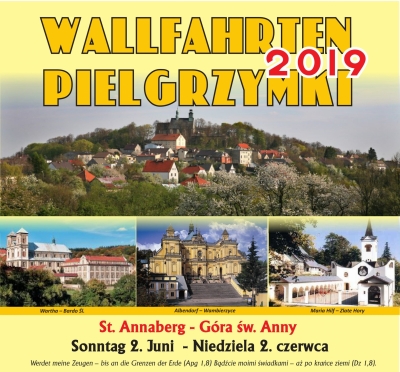 WALLFAHRTEN
2019
PIELGRZYMKI
Wartha – Bardo Śl.
Albendorf – Wambierzyce
Maria Hilf – Zlate Hory
St. Annaberg - Góra św. Anny
Sonntag 2. Juni - Niedziela 2. czerwca
Werdet meine Zeugen – bis an die Grenzen der Erde (Apg 1,8) Bądźcie moimi świadkami – aż po krańce ziemi (Dz 1,8).